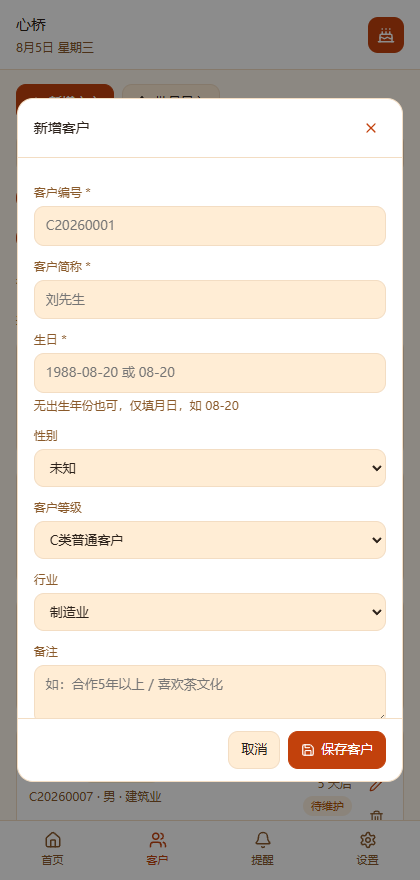 心桥
8月5日 星期三
新增客户
客户编号 *
C20260001
客户简称 *
刘先生
生日 *
1988-08-20 或 08-20
无出生年份也可，仅填月日，如 08-20
性别
未知
客户等级
C类普通客户
行业
制造业
备注
如：合作5年以上 / 喜欢茶文化
取消
保存客户
C20260007 · 男 · 建筑业
待维护
首页
客户
提醒
设置